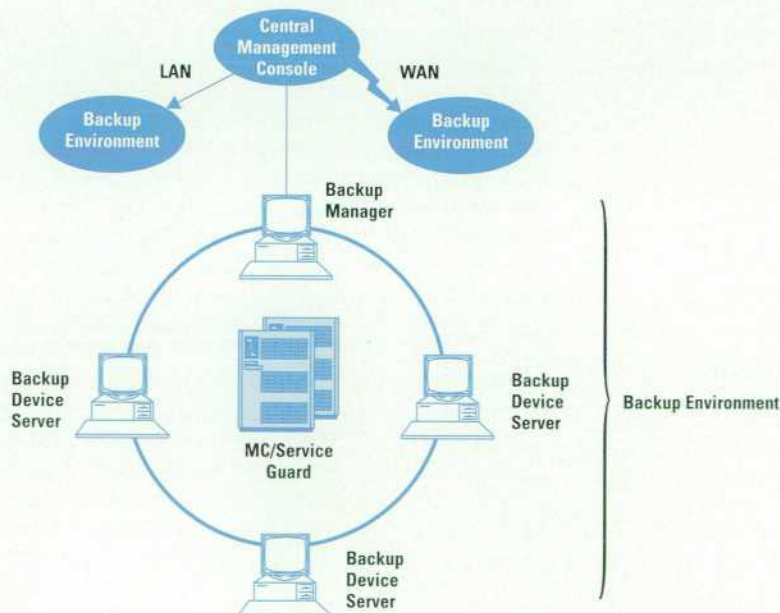 Central
Management
Console
LAN
WAN
Backup
Environment
Backup
Environment
Backup
Manager
Backup
Device
Server
MC/Service
Guard
Backup
Device
Server
Backup Environment
Backup
Device
Server